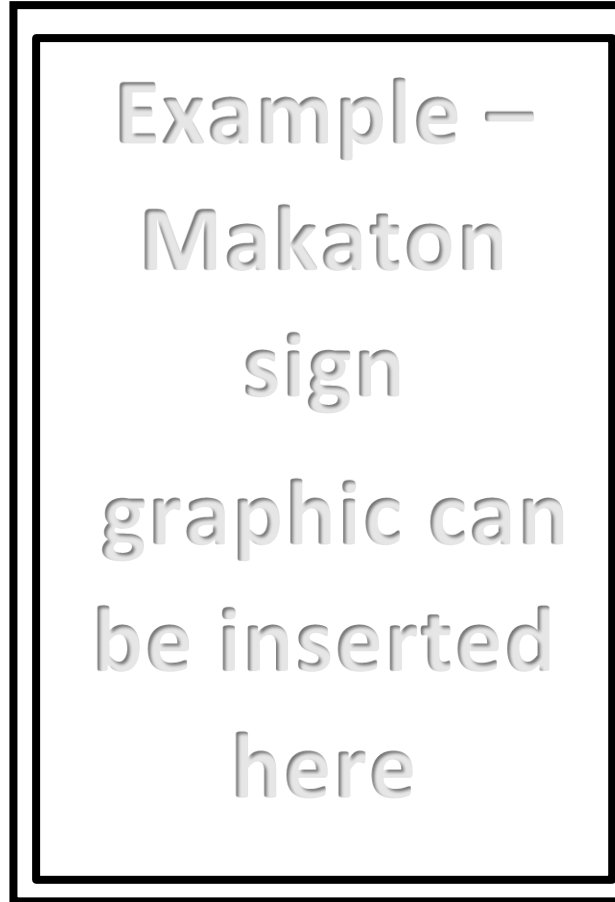 Example –
Makaton
sign
graphic can
be inserted
here